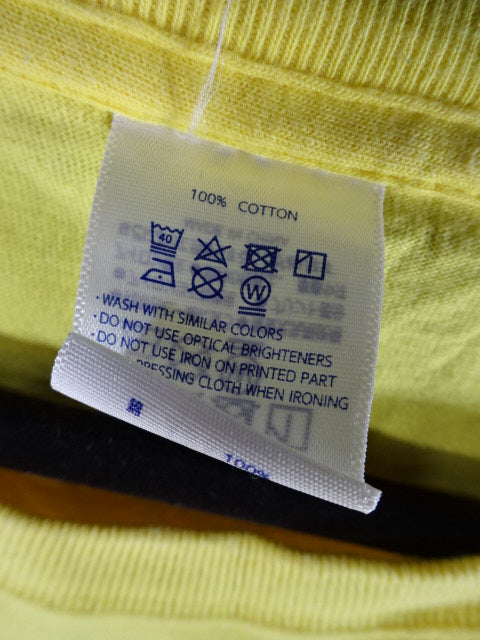 100% COTTON
40
W
· WASH WITH SIMILAR COLORS
· DO NOT USE OPTICAL BRIGHTENERS
· DO NOT USE IRON ON PRINTED PART
PRESSING CLOTH WHEN IRONING
100%